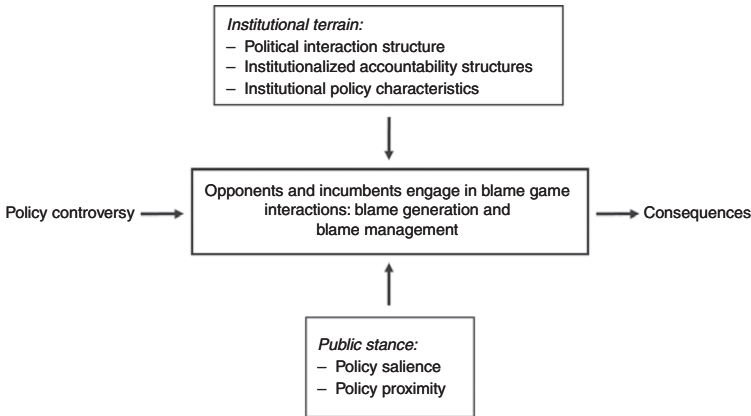 Institutional terrain:
– Political interaction structure
– Institutionalized accountability structures
– Institutional policy characteristics
Policy controversy
Opponents and incumbents engage in blame game
interactions: blame generation and
blame management
Consequences
Public stance:
– Policy salience
– Policy proximity